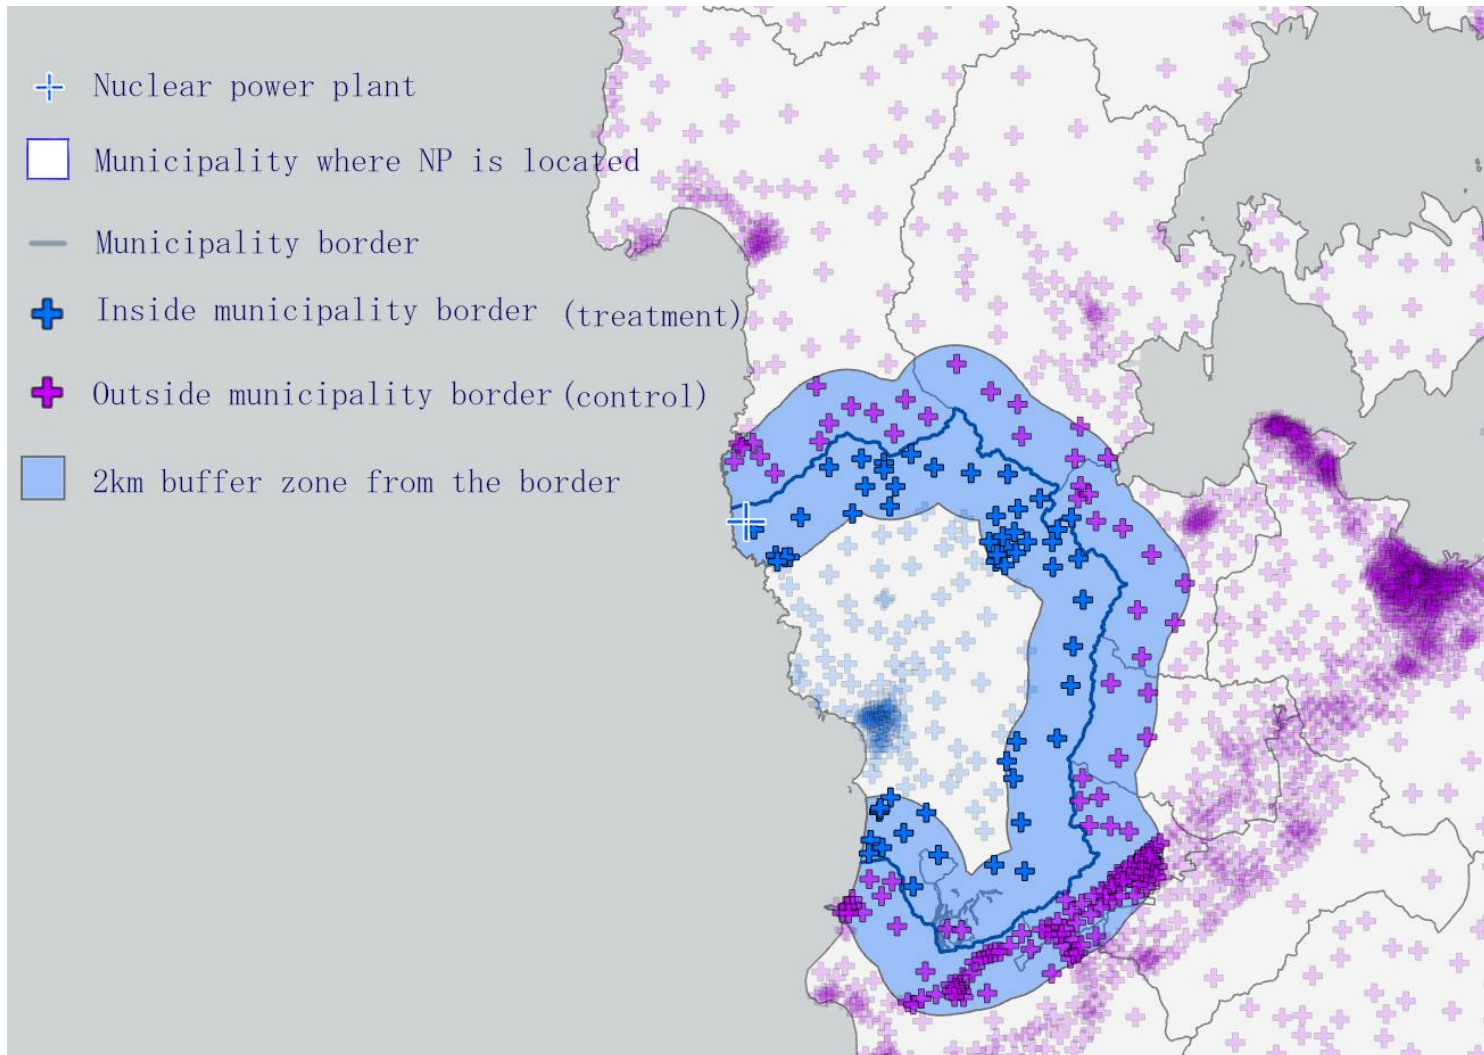 Nuclear power plant
Municipality where NP is located
Municipality border
Inside municipality border (treatment)
Outside municipality border (control)
2km buffer zone from the border